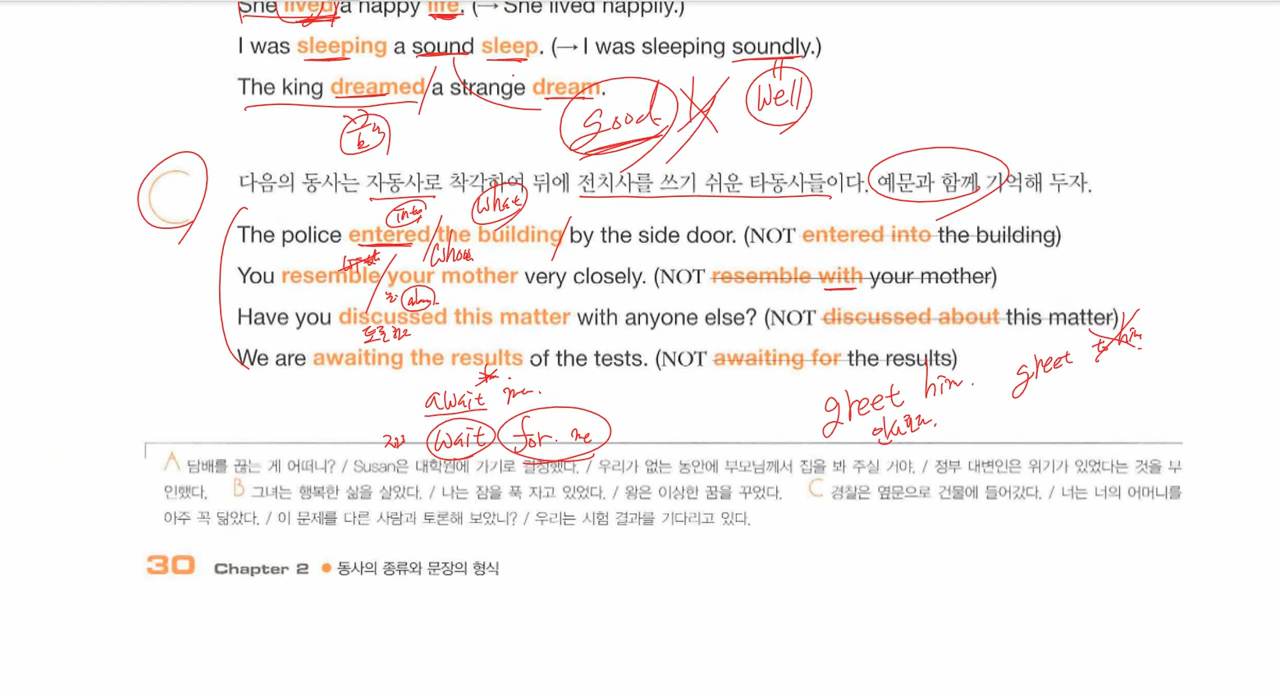 She lived a happy life. (→ She lived happily.)
I was sleeping a sound sleep. (→ I was sleeping soundly.)
The king dreamed a strange dream.
good
well
C 다음의 동사는 자동사로 착각하여 뒤에 전치사를 쓰기 쉬운 타동사들이다. 예문과 함께 기억해 두자.
what
into
The police entered the building by the side door. (NOT entered into the building)
whom
You resemble your mother very closely. (NOT resemble with your mother)
about
Have you discussed this matter with anyone else? (NOT discussed about this matter)
토론하다
We are awaiting the results of the tests. (NOT awaiting for the results)
await me.
wait for me
greet him.
greet to him
인사하다
A 담배를 끊는 게 어떠니? / Susan은 대학원에 가기로 결정했다. / 우리가 없는 동안에 부모님께서 집을 봐 주실 거야. / 정부 대변인은 위기가 있었다는 것을 부
인했다. B 그녀는 행복한 삶을 살았다. / 나는 잠을 푹 자고 있었다. / 왕은 이상한 꿈을 꾸었다. C 경찰은 옆문으로 건물에 들어갔다. / 너는 너의 어머니를
아주 꼭 닮았다. / 이 문제를 다른 사람과 토론해 보았니? / 우리는 시험 결과를 기다리고 있다.
30 Chapter 2 ● 동사의 종류와 문장의 형식